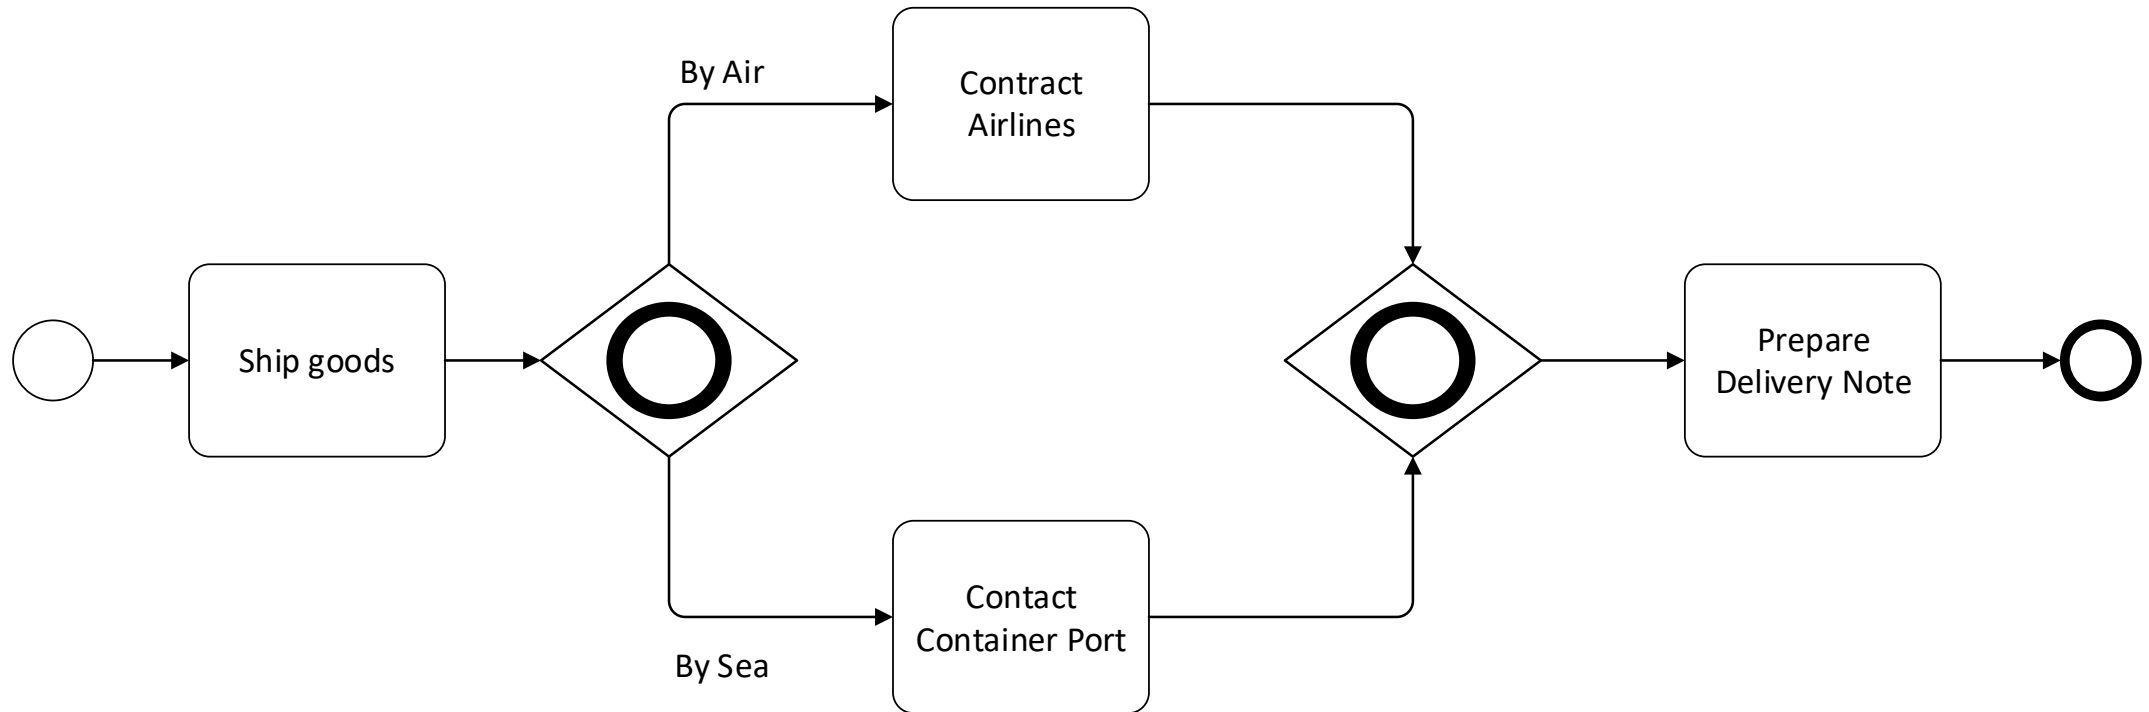 By Air
Contract
Airlines
Ship goods
Prepare
Delivery Note
Contact
Container Port
By Sea